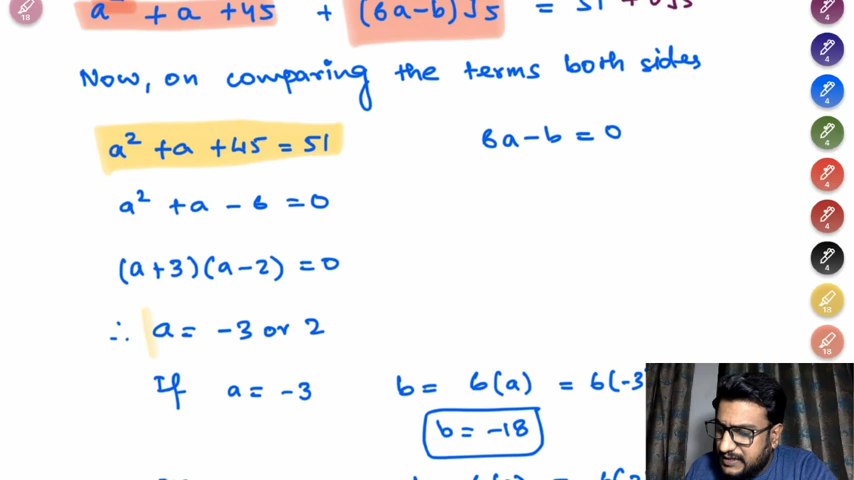 a² + a + 45 + (6a-b)√5 = 51 + 0√5
Now, on comparing the terms both sides
a² + a + 45 = 51 6a-b = 0
a² + a - 6 = 0
(a+3)(a-2) = 0
∴ a = -3 or 2
If a = -3 b = 6(a) = 6(-3)
b = -18
4
4
4
4
4
4
4
18
18
18